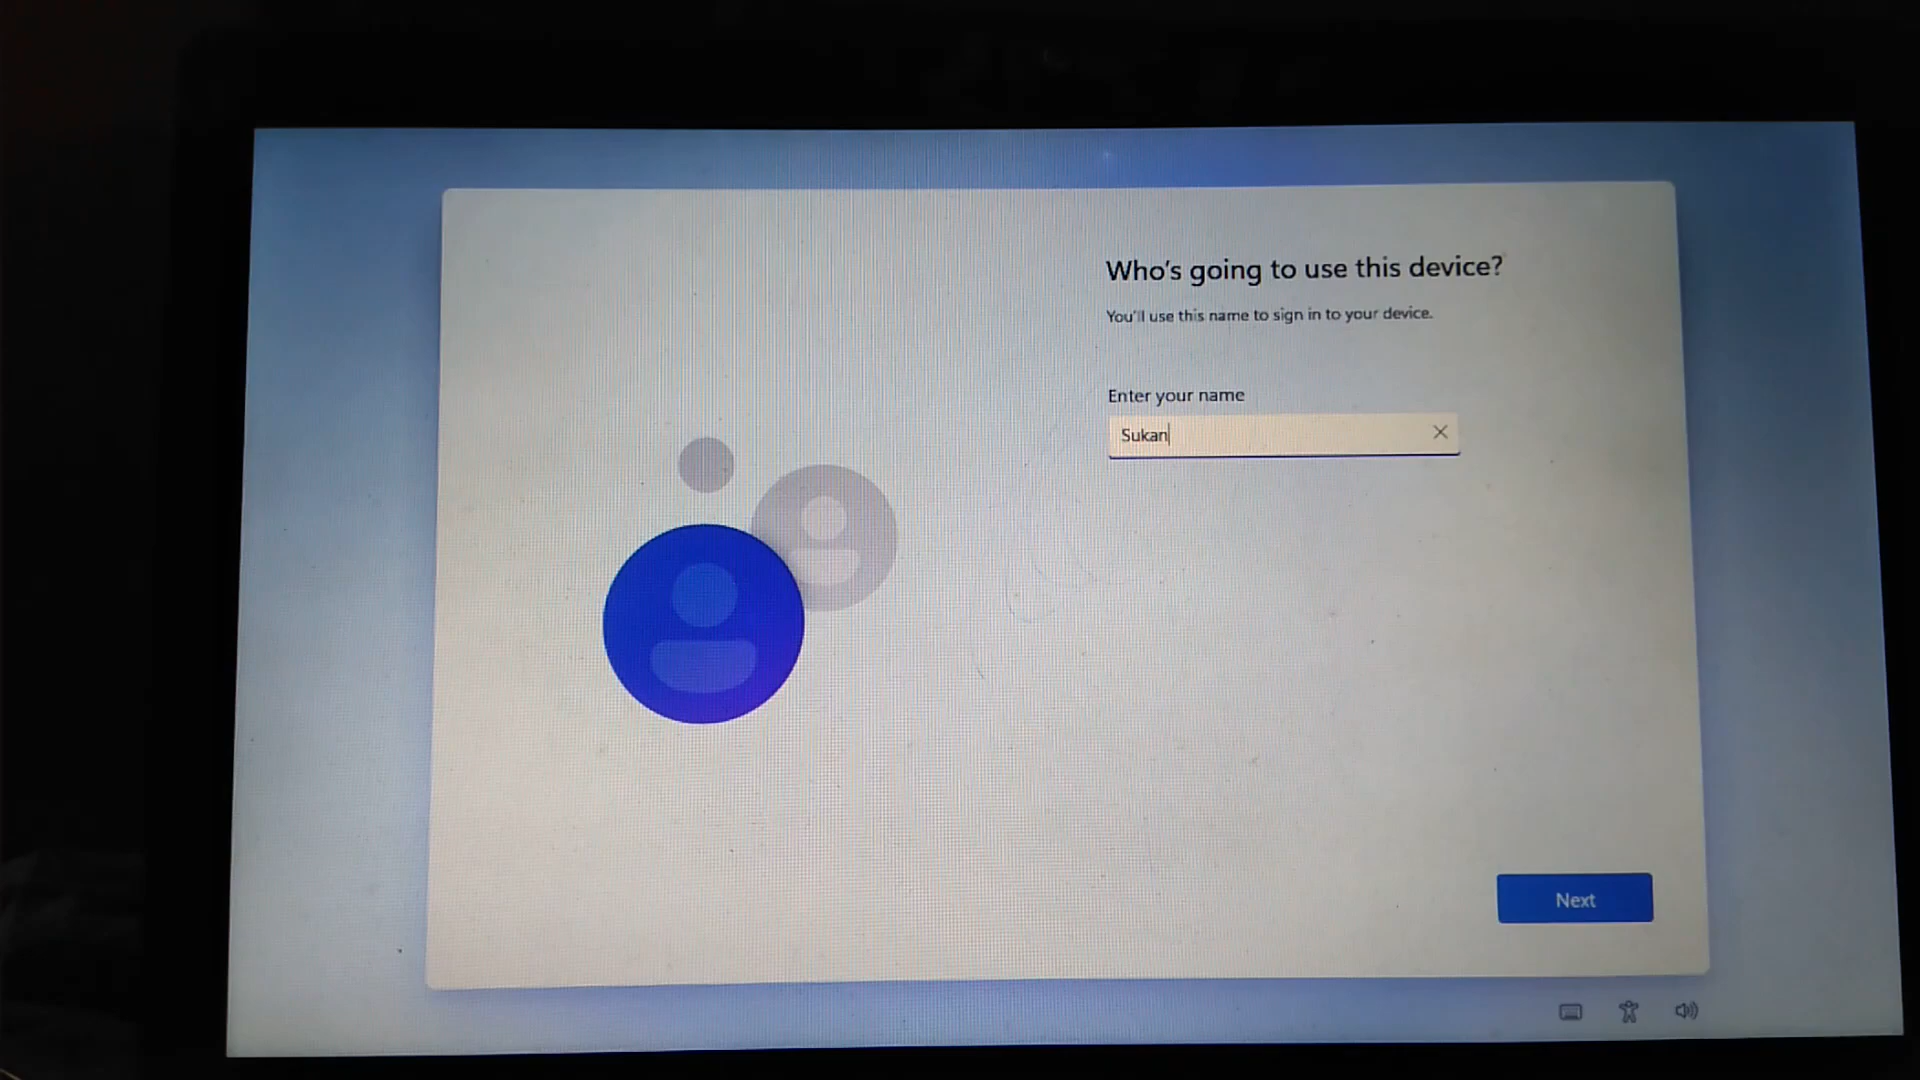 Who's going to use this device?
You'll use this name to sign in to your device.
Enter your name
Sukan
Next